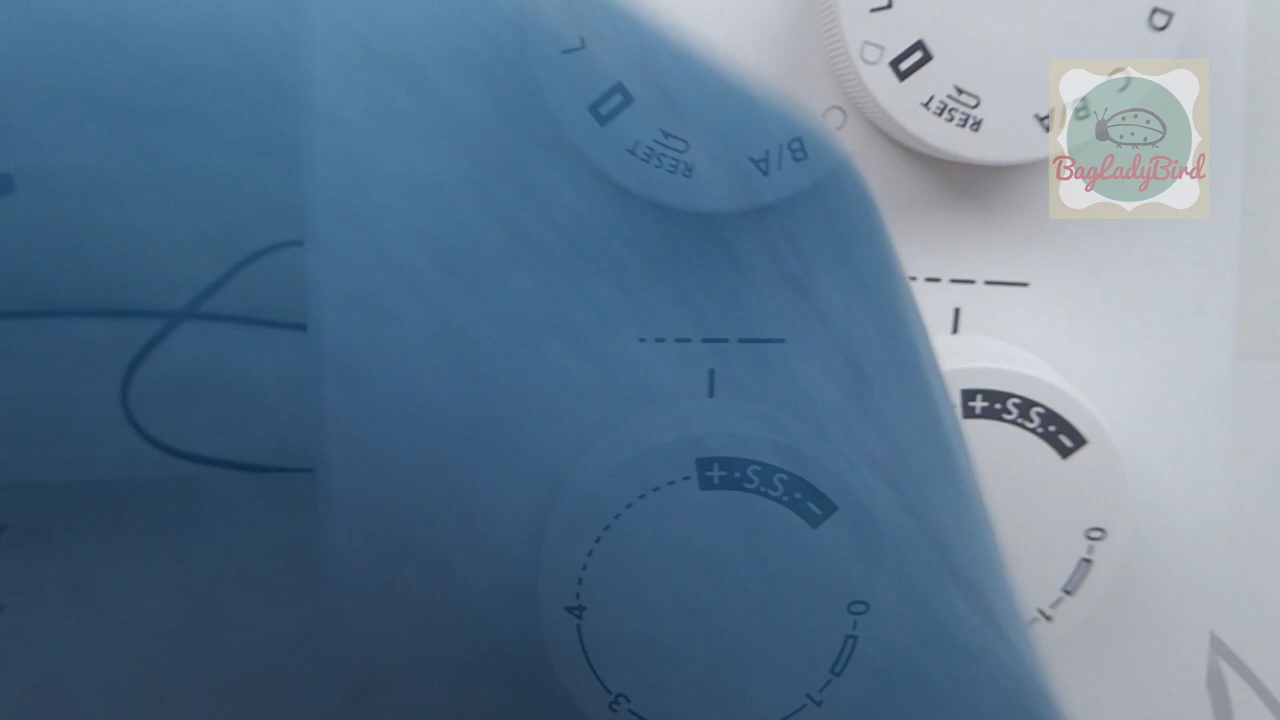 L
D
RESET
B/A
C
L
D
RESET
B/A
C
D
BagLadyBird
+·S.S.·-
0
1
+·S.S.·-
4
0
3
1